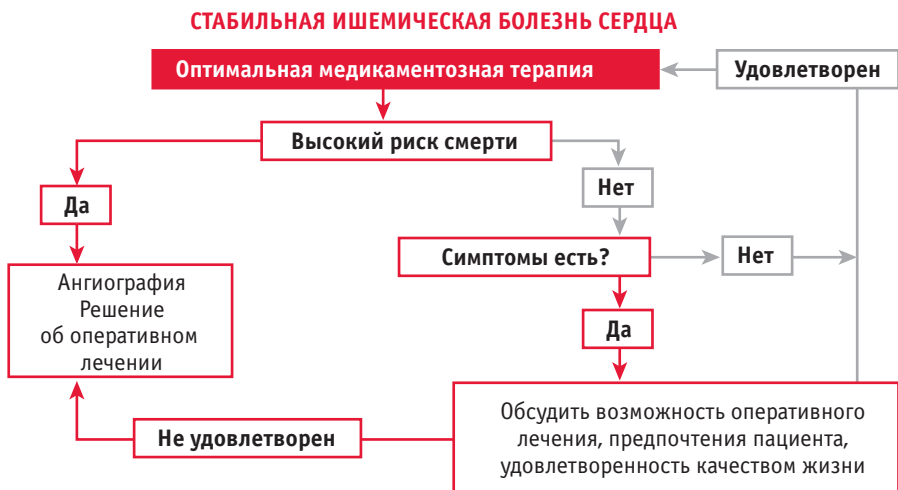 СТАБИЛЬНАЯ ИШЕМИЧЕСКАЯ БОЛЕЗНЬ СЕРДЦА
Оптимальная медикаментозная терапия
Удовлетворен
Высокий риск смерти
Да
Нет
Симптомы есть?
Нет
Ангиография
Решение
об оперативном
лечении
Да
Не удовлетворен
Обсудить возможность оперативного
лечения, предпочтения пациента,
удовлетворенность качеством жизни